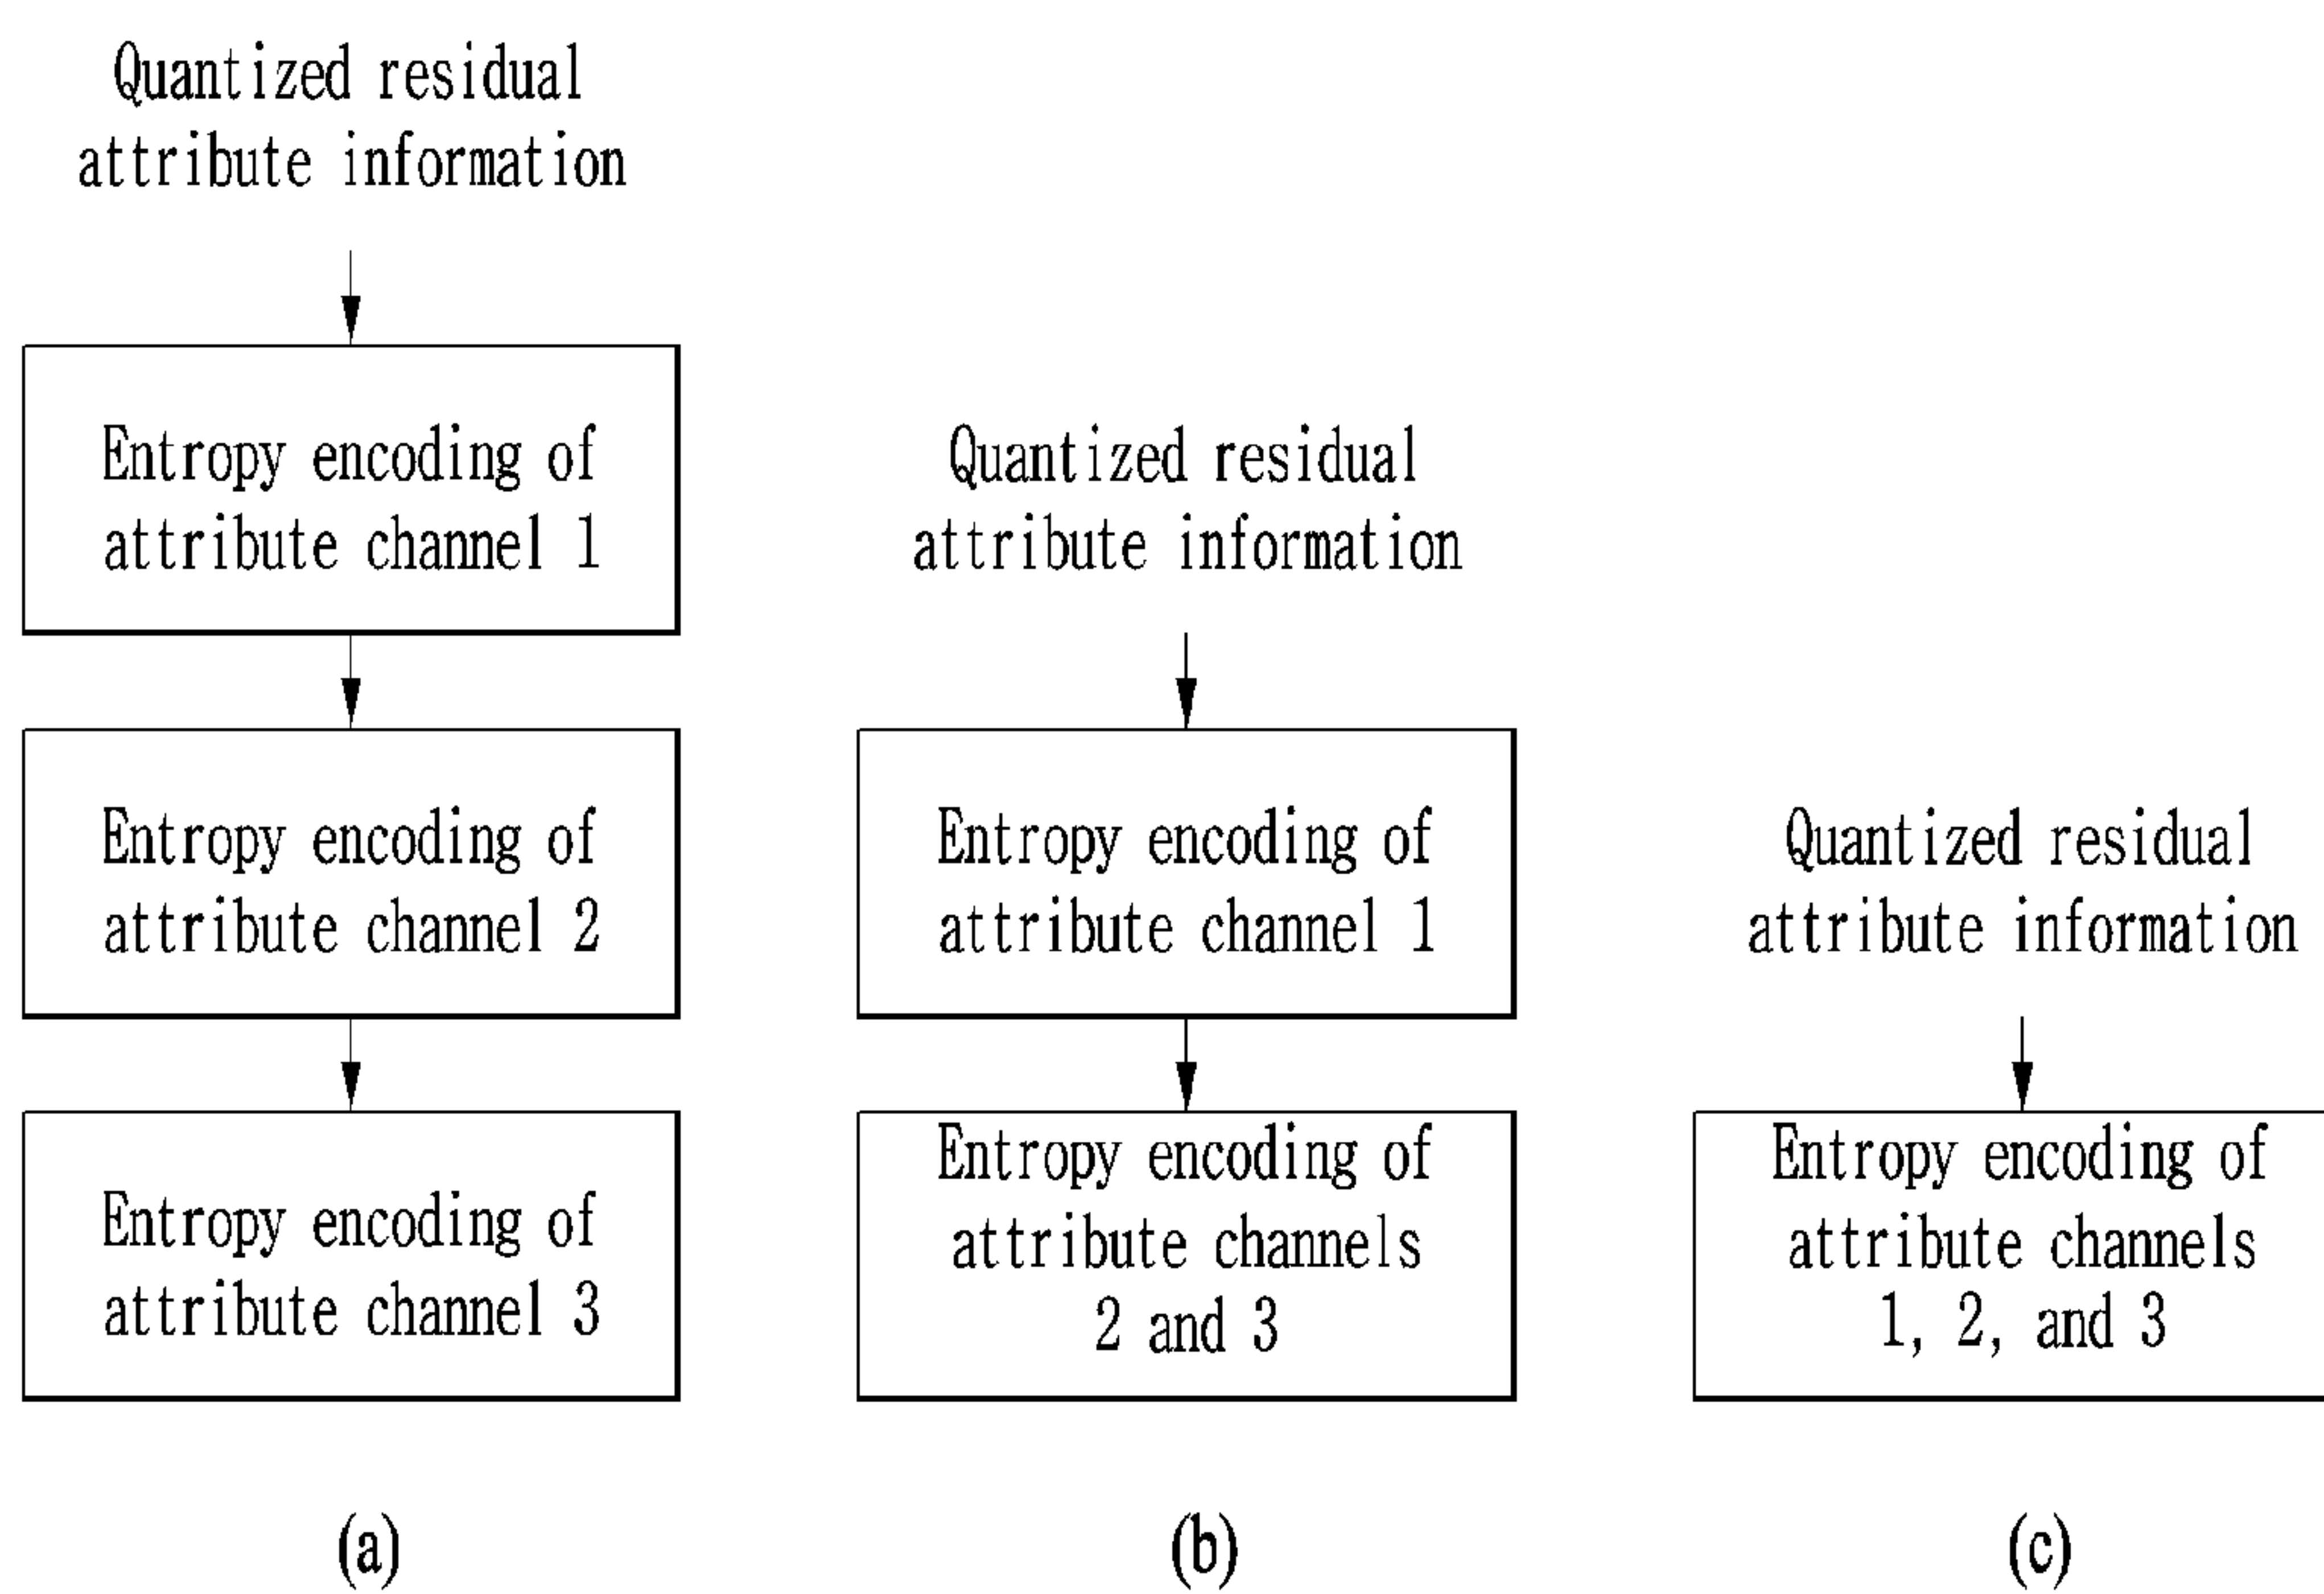 Quantized residual
attribute information
Entropy encoding of
attribute channel 1
Entropy encoding of
attribute channel 2
Entropy encoding of
attribute channel 3
(a)
Quantized residual
attribute information
Entropy encoding of
attribute channel 1
Entropy encoding of
attribute channels
2 and 3
(b)
Quantized residual
attribute information
Entropy encoding of
attribute channels
1, 2, and 3
(c)